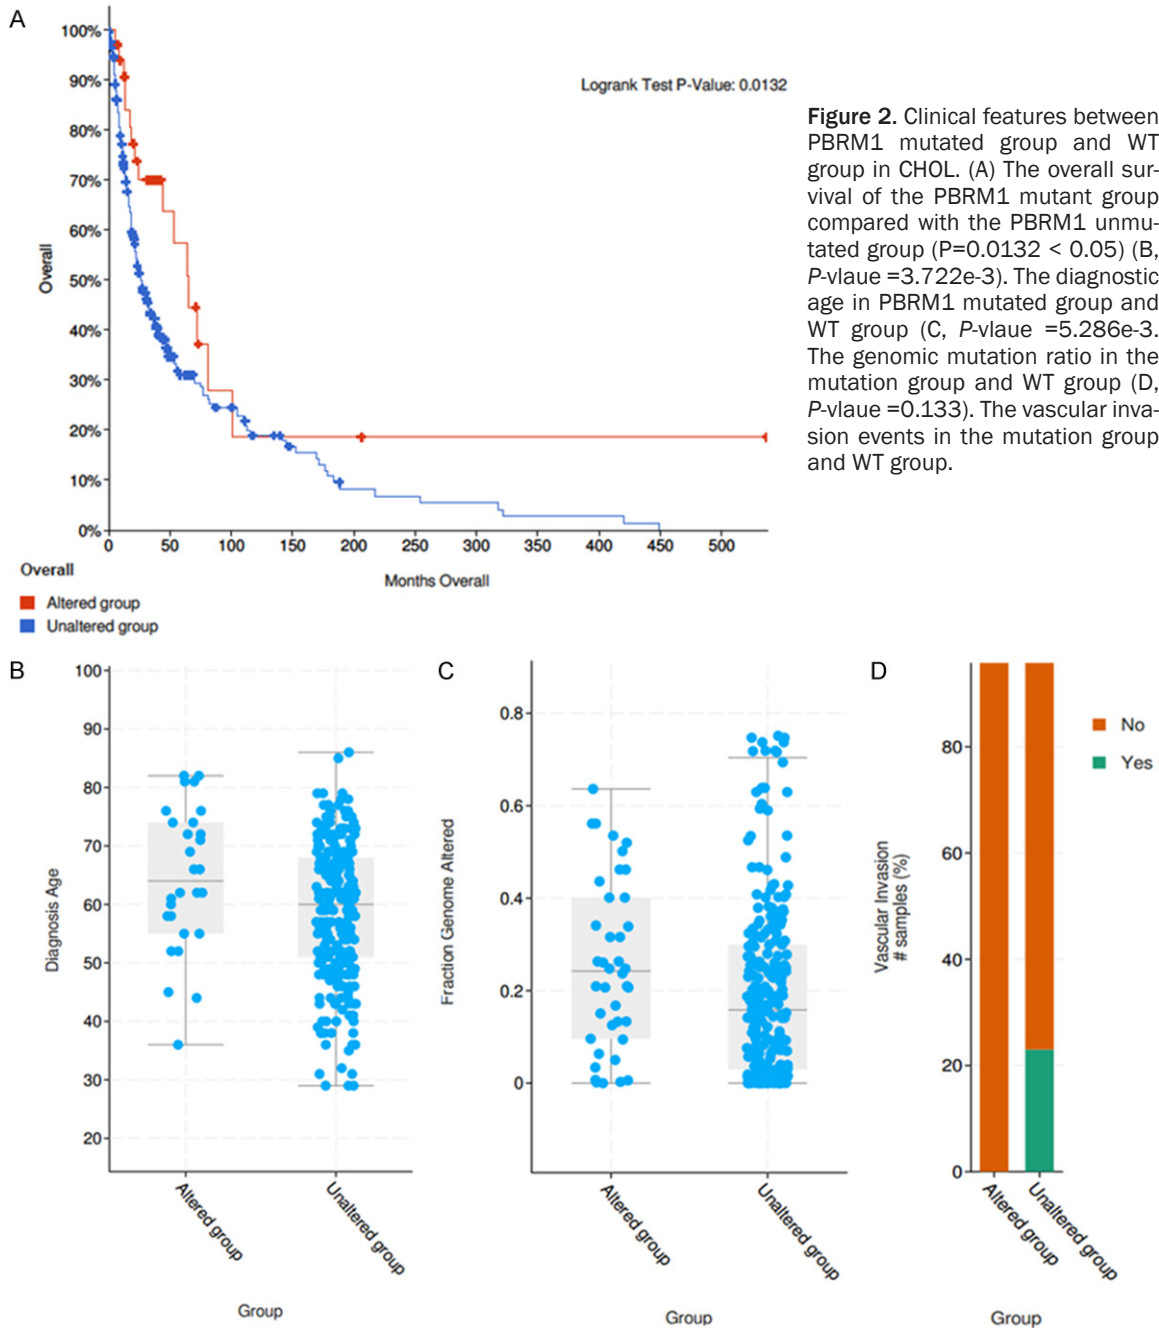 A
100%
90%
80%
70%
60%
50%
40%
30%
20%
10%
0%
Overall
Logrank Test P-Value: 0.0132
0 50 100 150 200 250 300 350 400 450 500
Months Overall
Overall
Altered group
Unaltered group
Figure 2. Clinical features between
PBRM1 mutated group and WT
group in CHOL. (A) The overall sur-
vival of the PBRM1 mutant group
compared with the PBRM1 unmu-
tated group (P=0.0132 < 0.05) (B,
P-vlaue =3.722e-3). The diagnostic
age in PBRM1 mutated group and
WT group (C, P-vlaue =5.286e-3.
The genomic mutation ratio in the
mutation group and WT group (D,
P-vlaue =0.133). The vascular inva-
sion events in the mutation group
and WT group.
B
100
90
80
70
60
50
40
30
20
Diagnosis Age
Altered group
Unaltered group
Group
C
0.8
0.6
0.4
0.2
0
Fraction Genome Altered
Altered group
Unaltered group
Group
D
80
60
40
20
0
Vascular Invasion
# samples (%)
Altered group
Unaltered group
Group
No
Yes